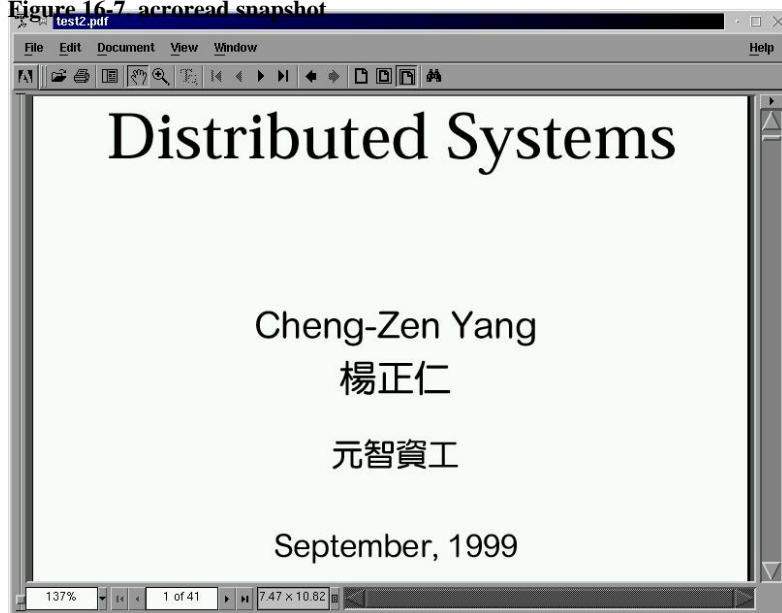 Figure 16-7. acroread snapshot
test2.pdf
File Edit Document View Window Help
Distributed Systems
Cheng-Zen Yang
楊正仁
元智資工
September, 1999
137% 1 of 41 7.47 × 10.82